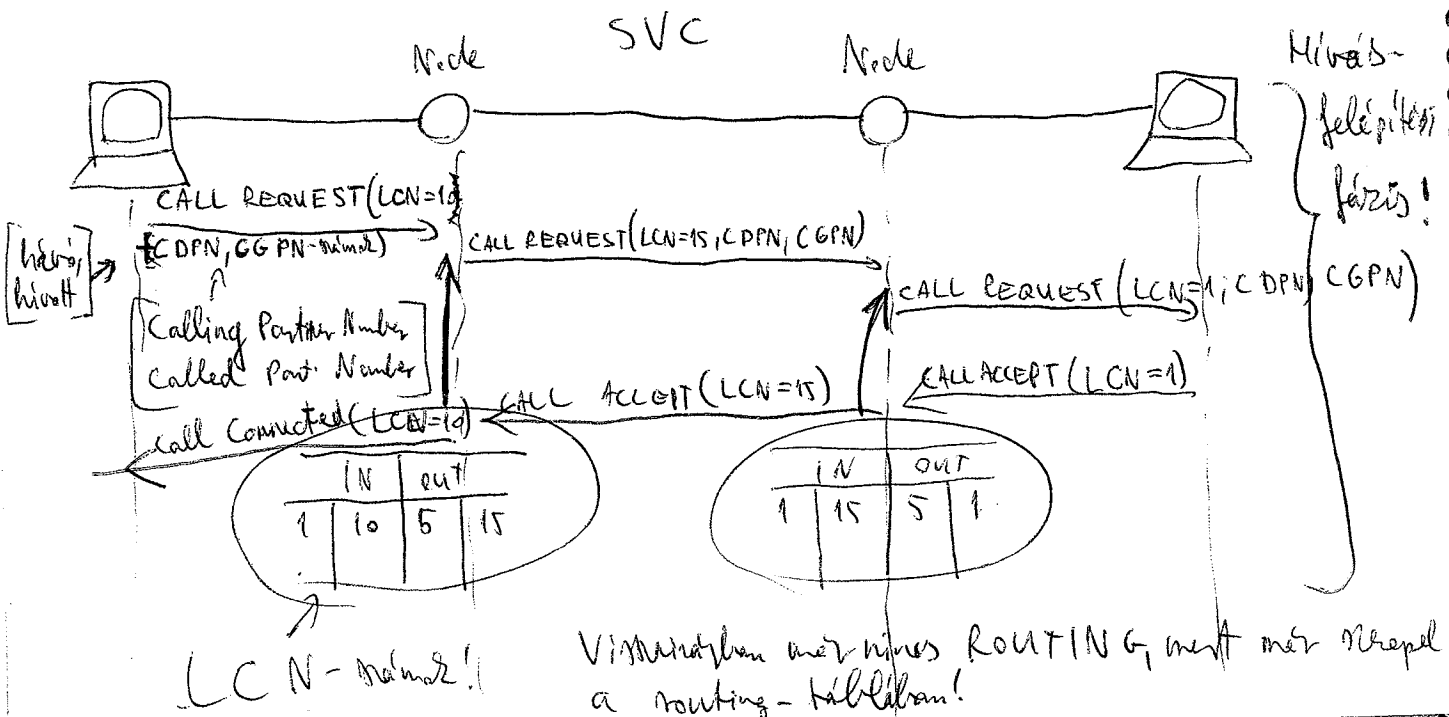 SVC
Node
Node
Hívás-
felépítési
fázis!
CALL REQUEST(LCN=10)
[hívó, hívott]
(CDPN, CGPN-számok)
CALL REQUEST(LCN=15, CDPN, CGPN)
CALL REQUEST (LCN=1, CDPN, CGPN)
[Calling Partner Number
Called Part. Number]
CALL ACCEPT (LCN=1)
CALL ACCEPT (LCN=15)
Call Connected (LCN=10)
IN OUT
1 10 5 15
IN OUT
1 15 5 1
LCN-számok!
Visszirányban már nincs ROUTING, mert már szerepel
a routing-táblában!